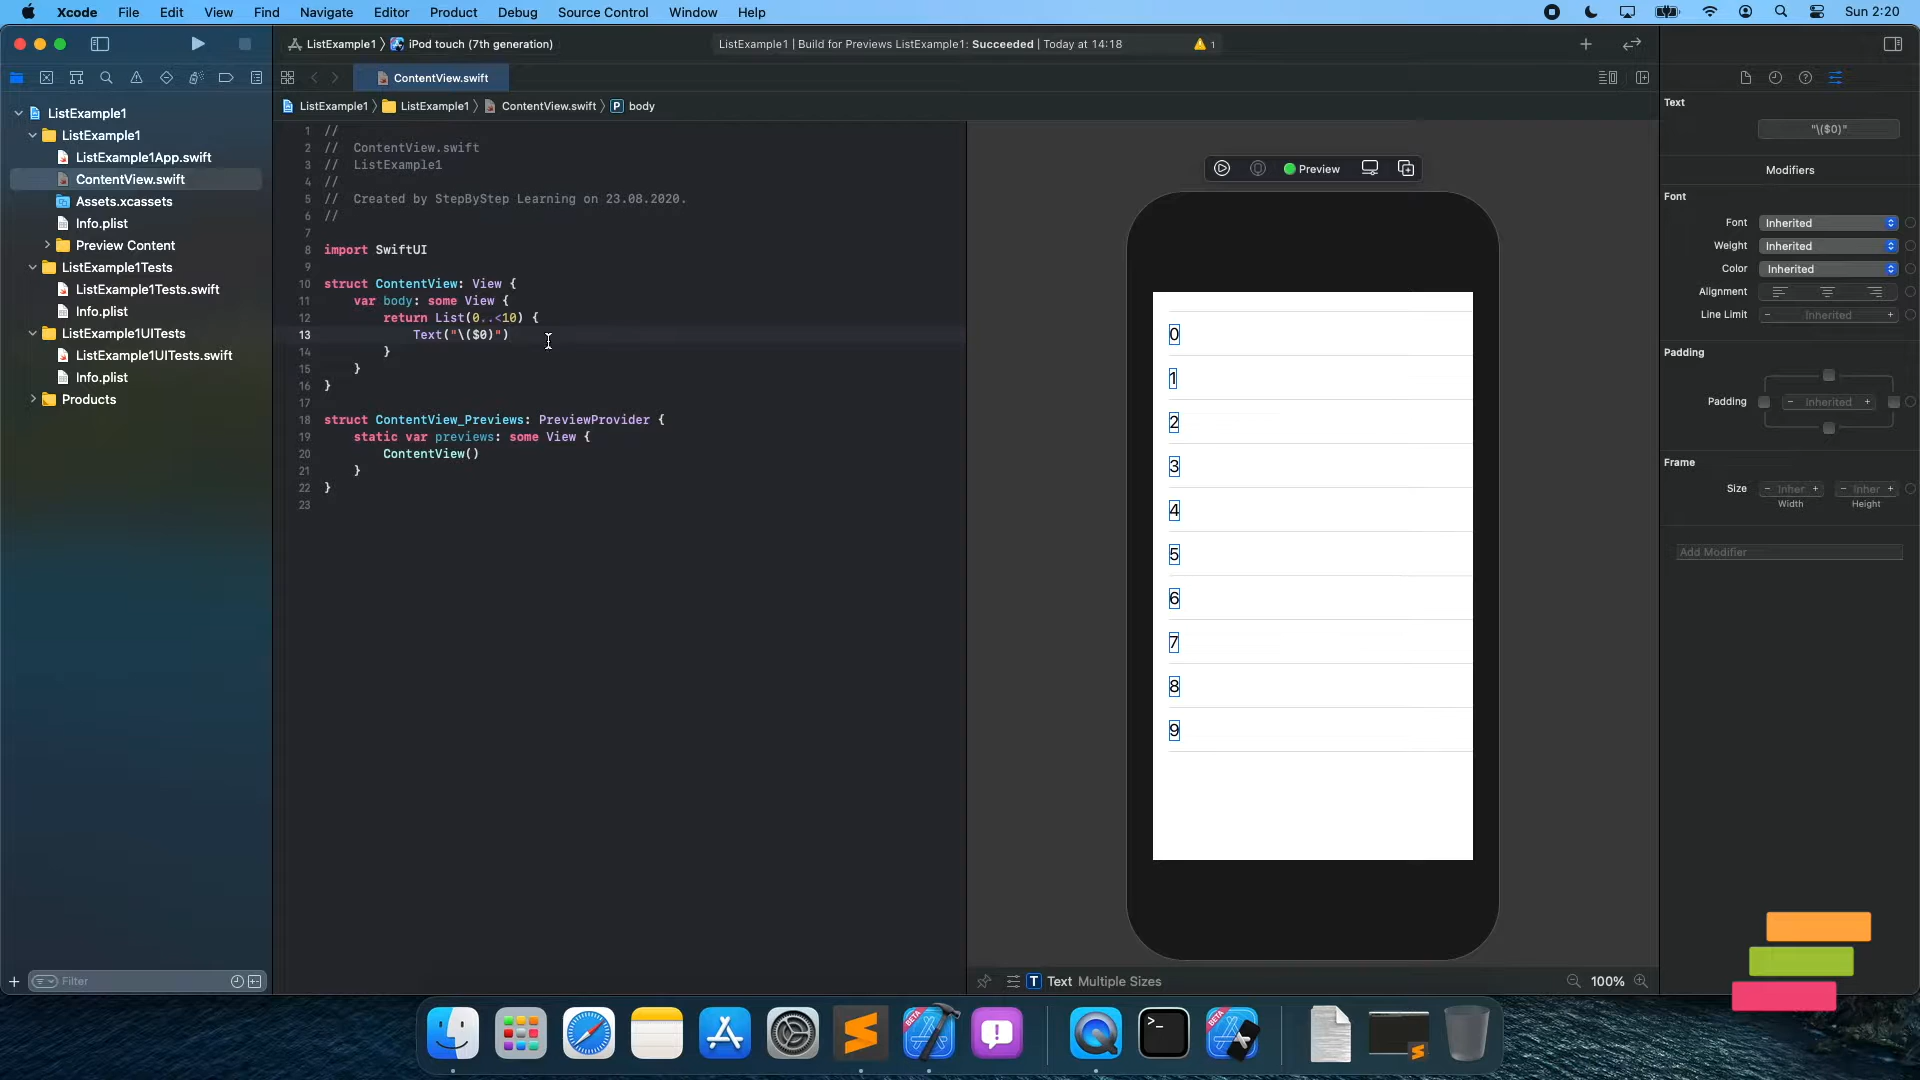 Xcode File Edit View Find Navigate Editor Product Debug Source Control Window Help
Sun 2:20
ListExample1 iPod touch (7th generation)
ListExample1 | Build for Previews ListExample1: Succeeded | Today at 14:18
1
ContentView.swift
ListExample1 ListExample1 ContentView.swift P body
ListExample1
ListExample1
ListExample1App.swift
ContentView.swift
Assets.xcassets
Info.plist
Preview Content
ListExample1Tests
ListExample1Tests.swift
Info.plist
ListExample1UITests
ListExample1UITests.swift
Info.plist
Products
Filter
1 //
2 // ContentView.swift
3 // ListExample1
4 //
5 // Created by StepByStep Learning on 23.08.2020.
6 //
7
8 import SwiftUI
9
10 struct ContentView: View {
11 var body: some View {
12 return List(0..<10) {
13 Text("\($0)")
14 }
15 }
16 }
17
18 struct ContentView_Previews: PreviewProvider {
19 static var previews: some View {
20 ContentView()
21 }
22 }
23
Preview
0
1
2
3
4
5
6
7
8
9
T Text Multiple Sizes
100%
Text
"\($0)"
Modifiers
Font
Font Inherited
Weight Inherited
Color Inherited
Alignment
Line Limit - Inherited +
Padding
Padding - Inherited +
Frame
Size - Inher + - Inher +
Width Height
Add Modifier
BETA
>_
BETA